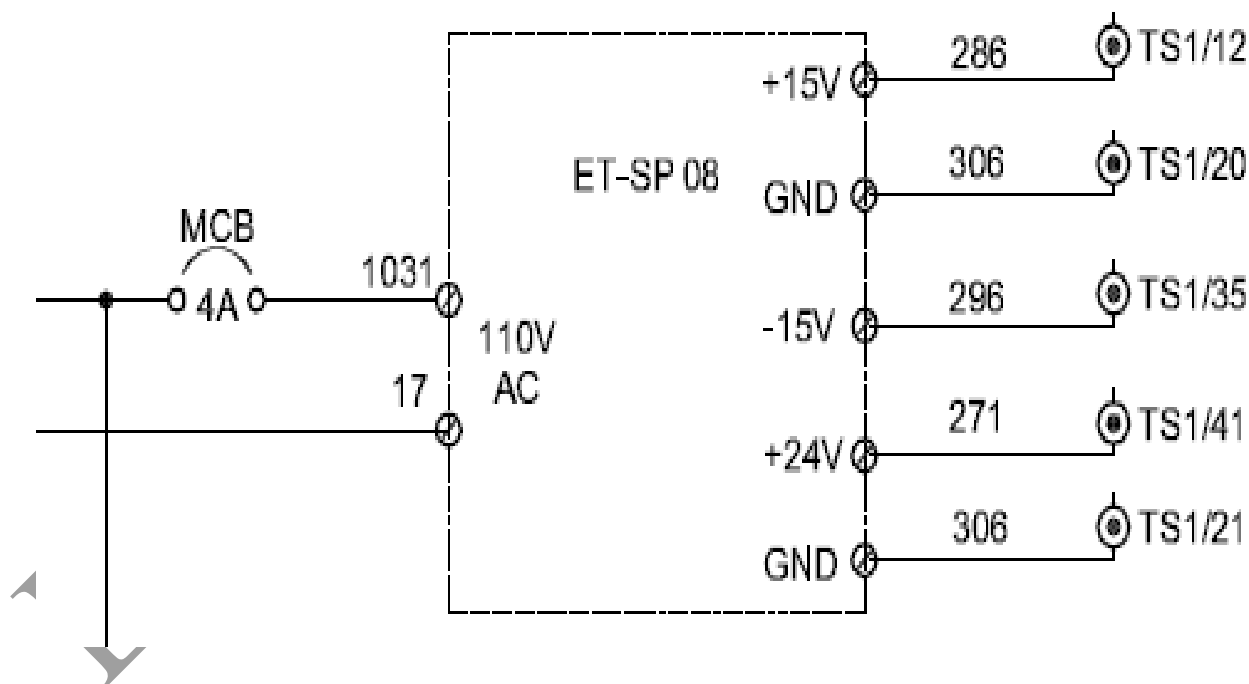 286 TS1/12
+15V
ET-SP 08
306 TS1/20
GND
MCB
4A
1031
110V
AC
17
296 TS1/35
-15V
271 TS1/41
+24V
306 TS1/21
GND